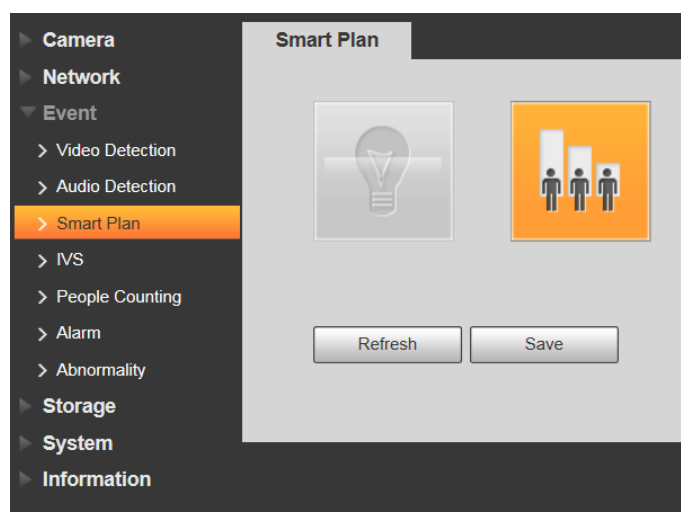 Camera
Network
Event
Video Detection
Audio Detection
Smart Plan
IVS
People Counting
Alarm
Abnormality
Storage
System
Information
Smart Plan
Refresh
Save